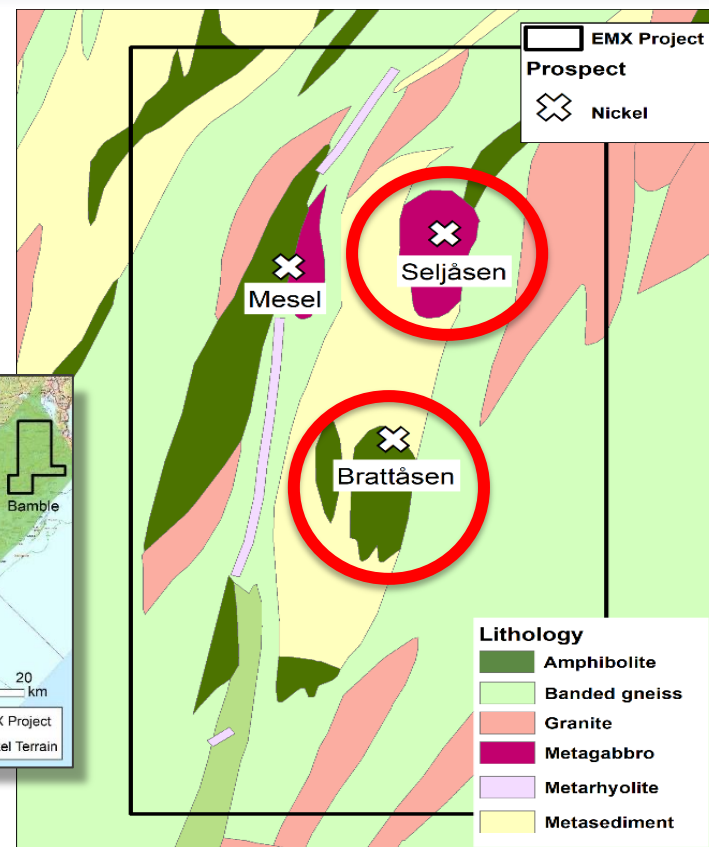 EMX Project
Prospect
Nickel
Seljåsen
Mesel
Brattåsen
Bamble
20
km
Project
Terrain
Lithology
Amphibolite
Banded gneiss
Granite
Metagabbro
Metarhyolite
Metasediment